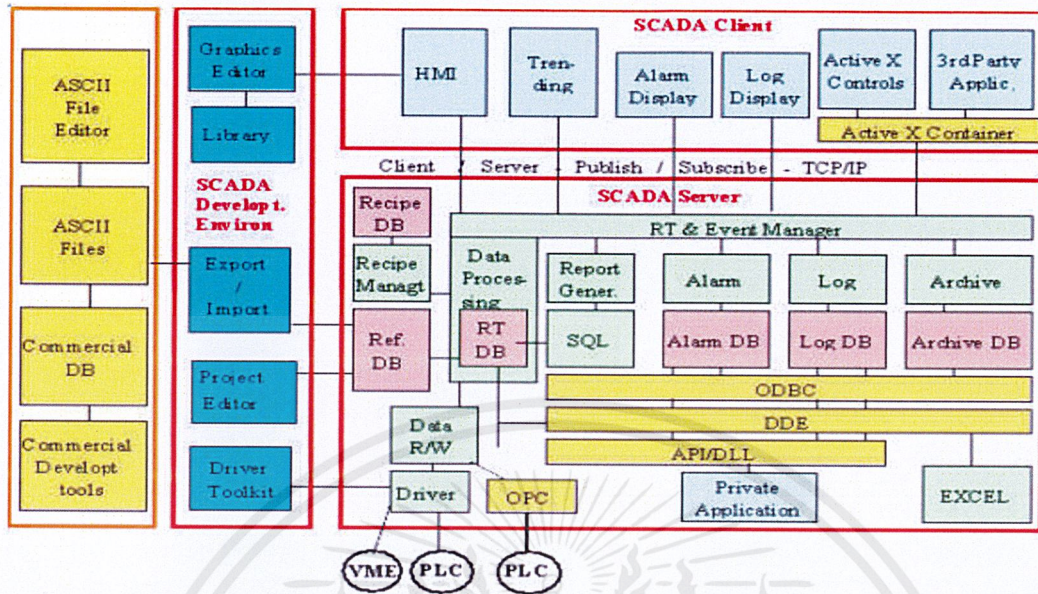 ASCII
File
Editor
ASCII
Files
Commercial
DB
Commercial
Developt
tools
Graphics
Editor
Library
SCADA
Developt.
Environ
Export
/
Import
Project
Editor
Driver
Toolkit
SCADA Client
HMI
Tren-
ding
Alarm
Display
Log
Display
Active X
Controls
3rd Party
Applic.
Active X Container
Client / Server - Publish / Subscribe - TCP/IP
SCADA Server
Recipe
DB
RT & Event Manager
Recipe
Managt
Data
Proces-
sing
Report
Gener.
Alarm
Log
Archive
Ref.
DB
RT
DB
SQL
Alarm DB
Log DB
Archive DB
ODBC
DDE
API/DLL
Data
R/W
Driver
OPC
Private
Application
EXCEL
VME
PLC
PLC